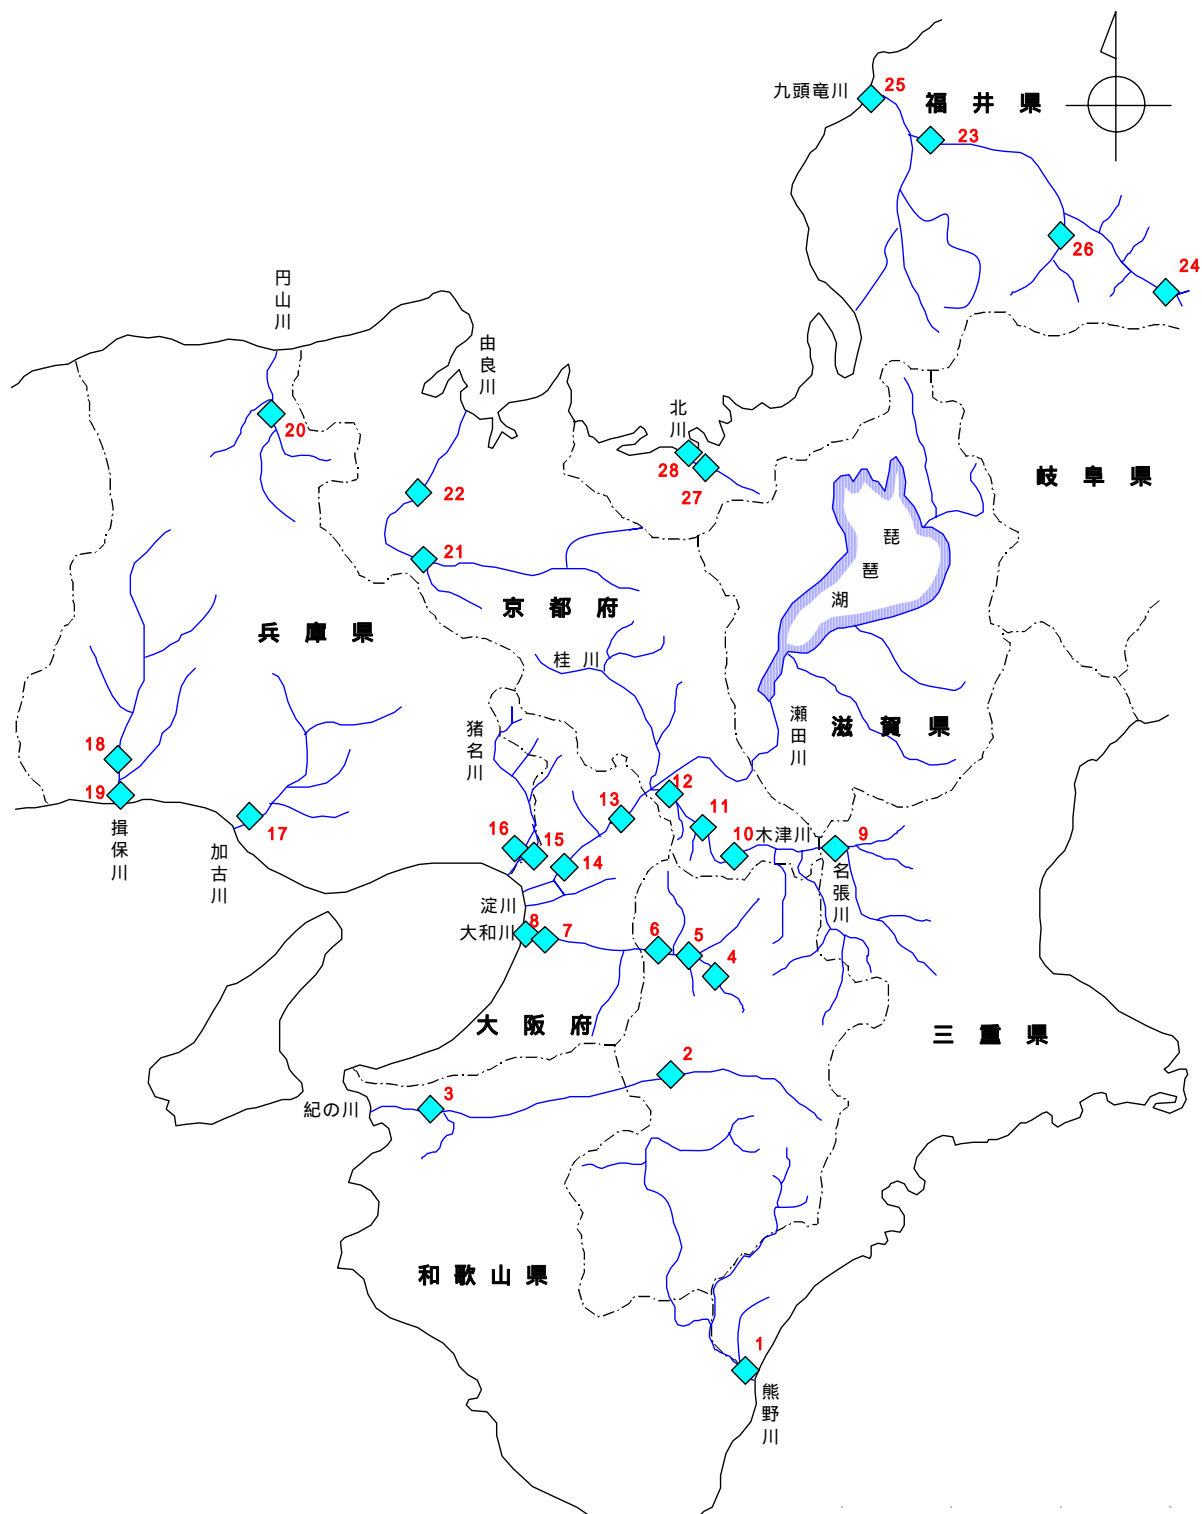 九頭竜川
25
福井県
23
26
24
円山川
由良川
20
北川
28
27
22
21
岐阜県
琵琶湖
京都府
兵庫県
桂川
瀬田川
滋賀県
猪名川
18
19
揖保川
17
加古川
12
13
11
10
木津川
9
名張川
16
15
14
淀川
大和川
8
7
6
5
4
大阪府
三重県
2
紀の川
3
和歌山県
1
熊野川